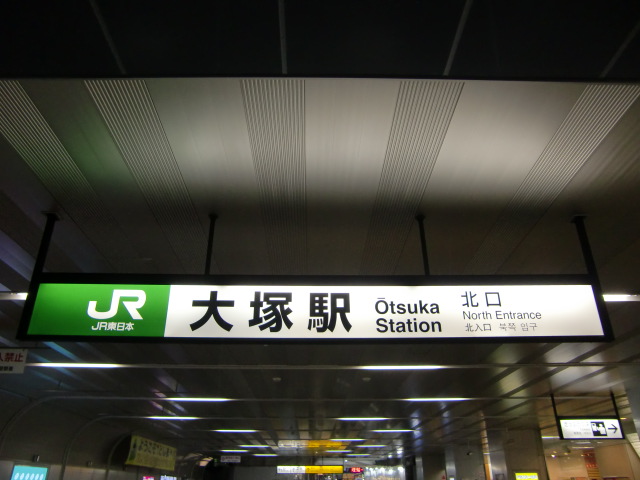 JR
JR東日本
大塚駅
Ōtsuka
Station
北口
North Entrance
北入口 북쪽 입구